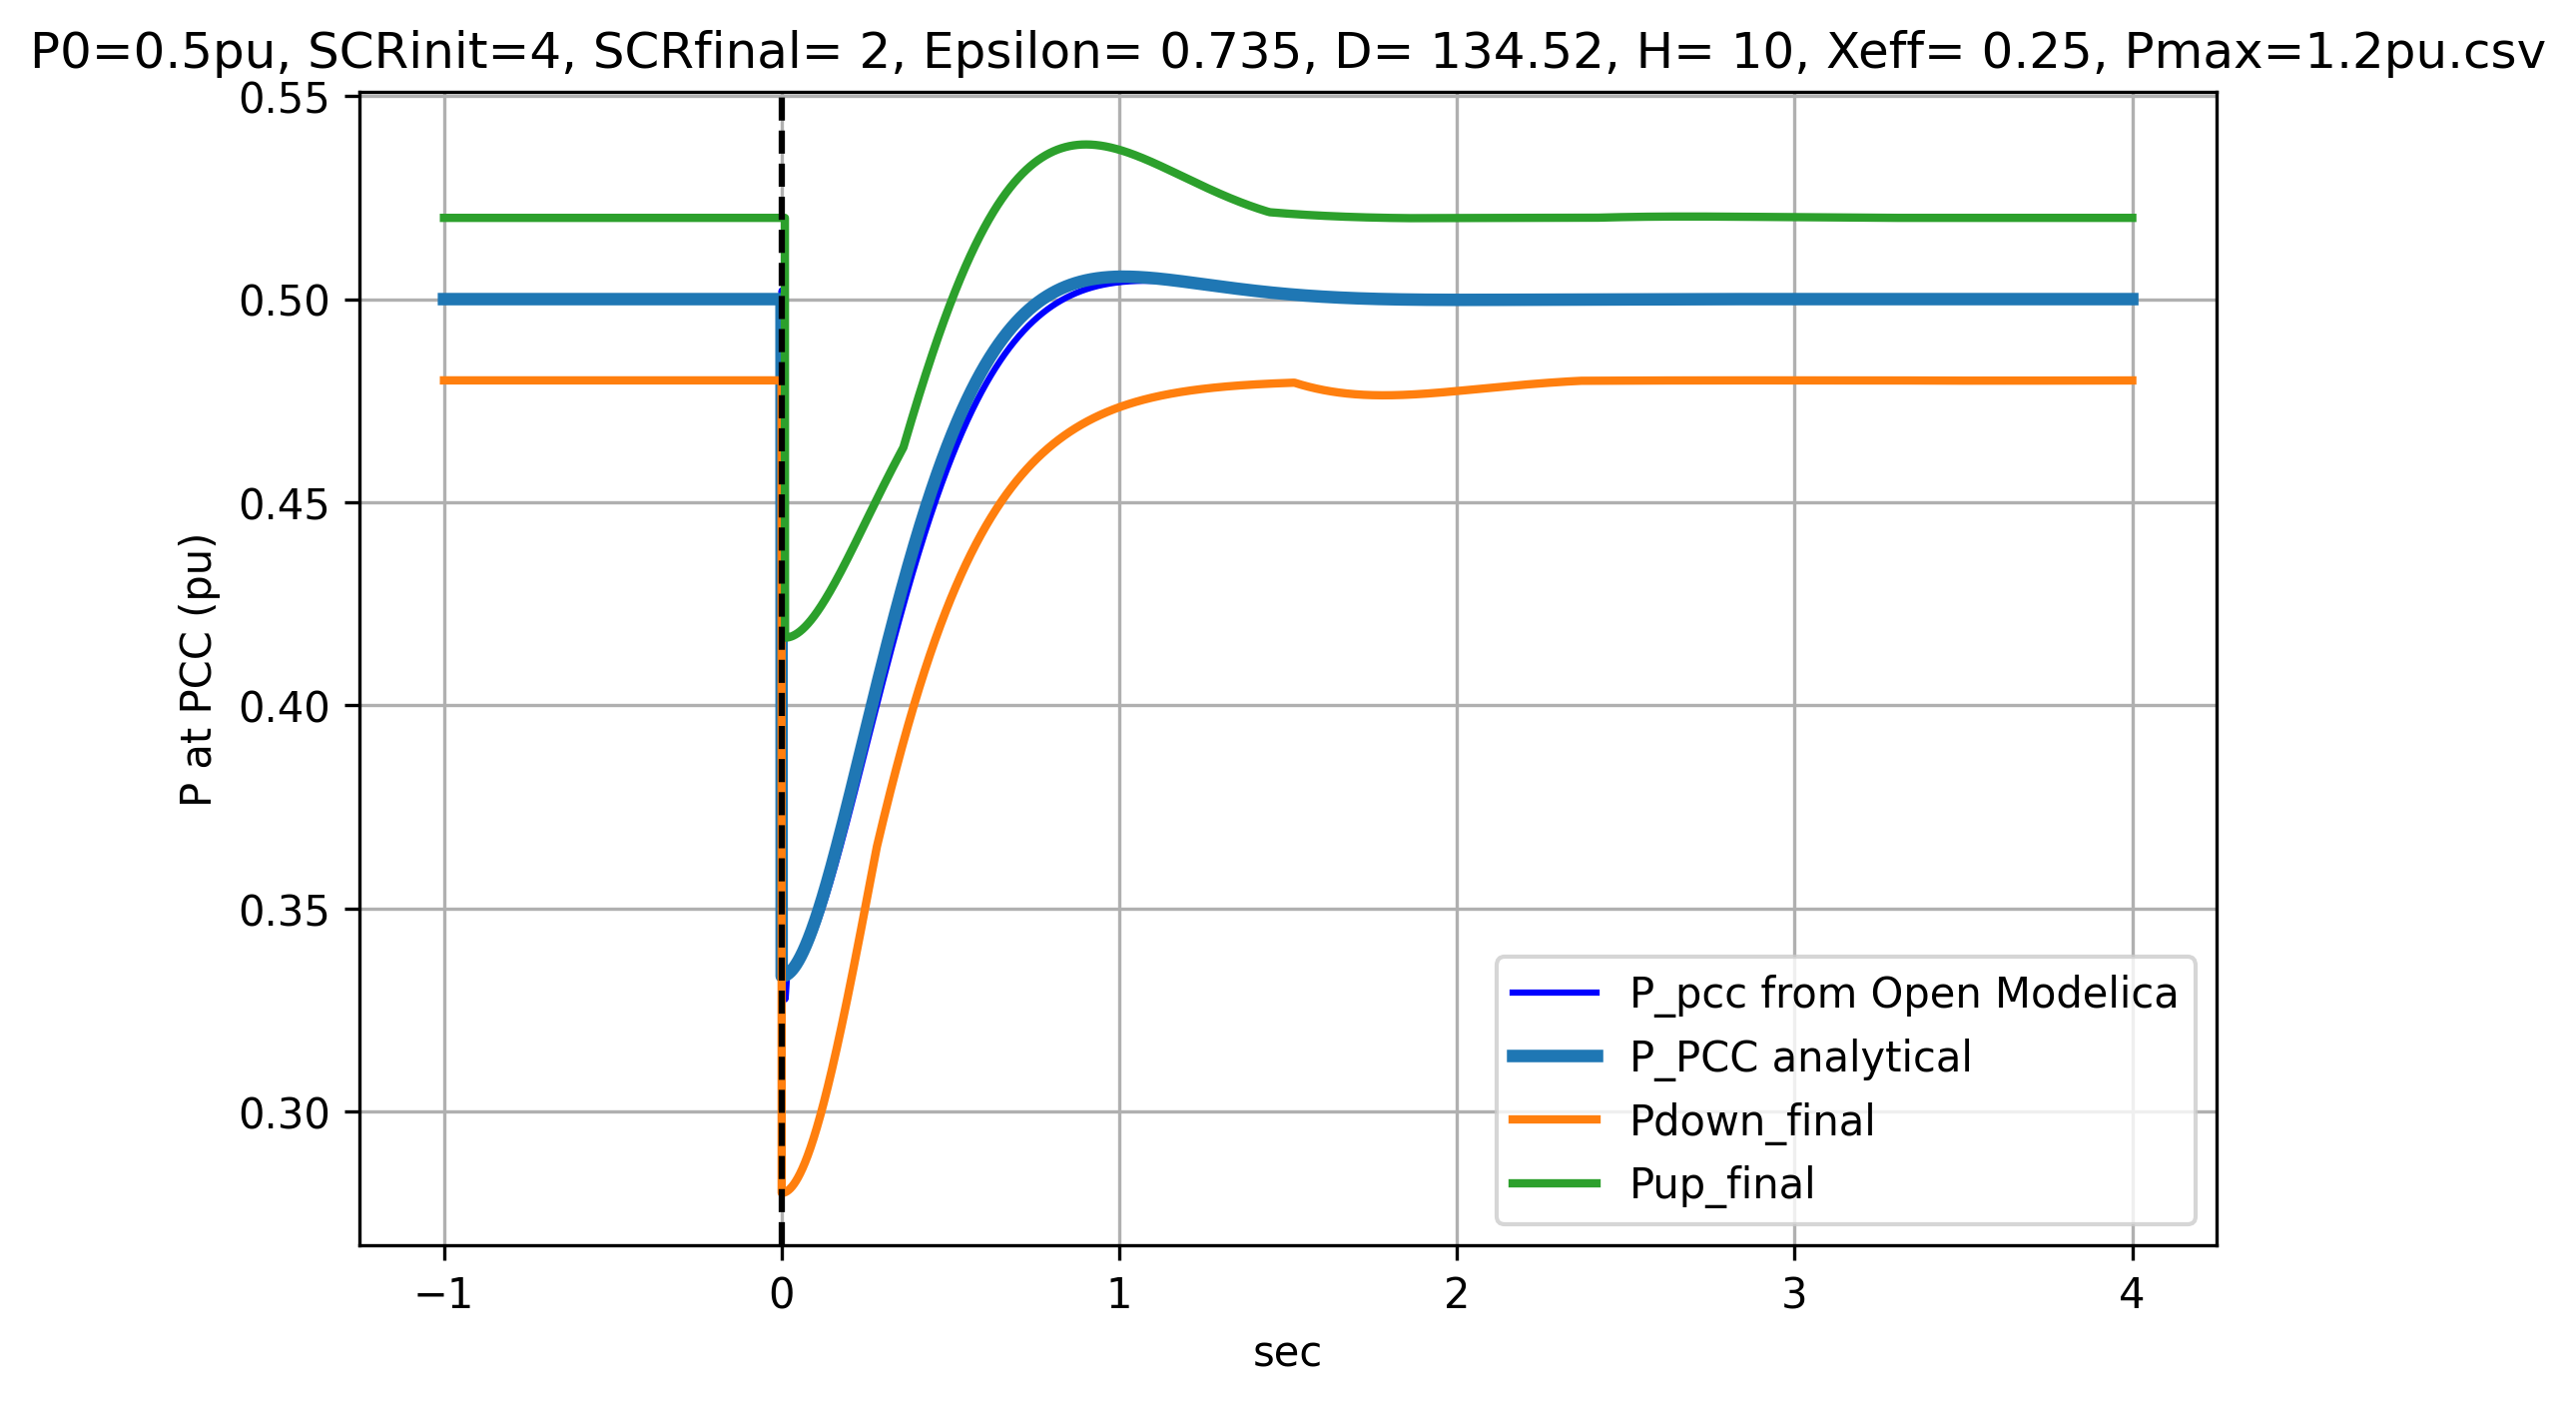 P0=0.5pu, SCRinit=4, SCRfinal= 2, Epsilon= 0.735, D= 134.52, H= 10, Xeff= 0.25, Pmax=1.2pu.csv
0.55
0.50
0.45
0.40
0.35
0.30
P at PCC (pu)
P_pcc from Open Modelica
P_PCC analytical
Pdown_final
Pup_final
−1 0 1 2 3 4
sec